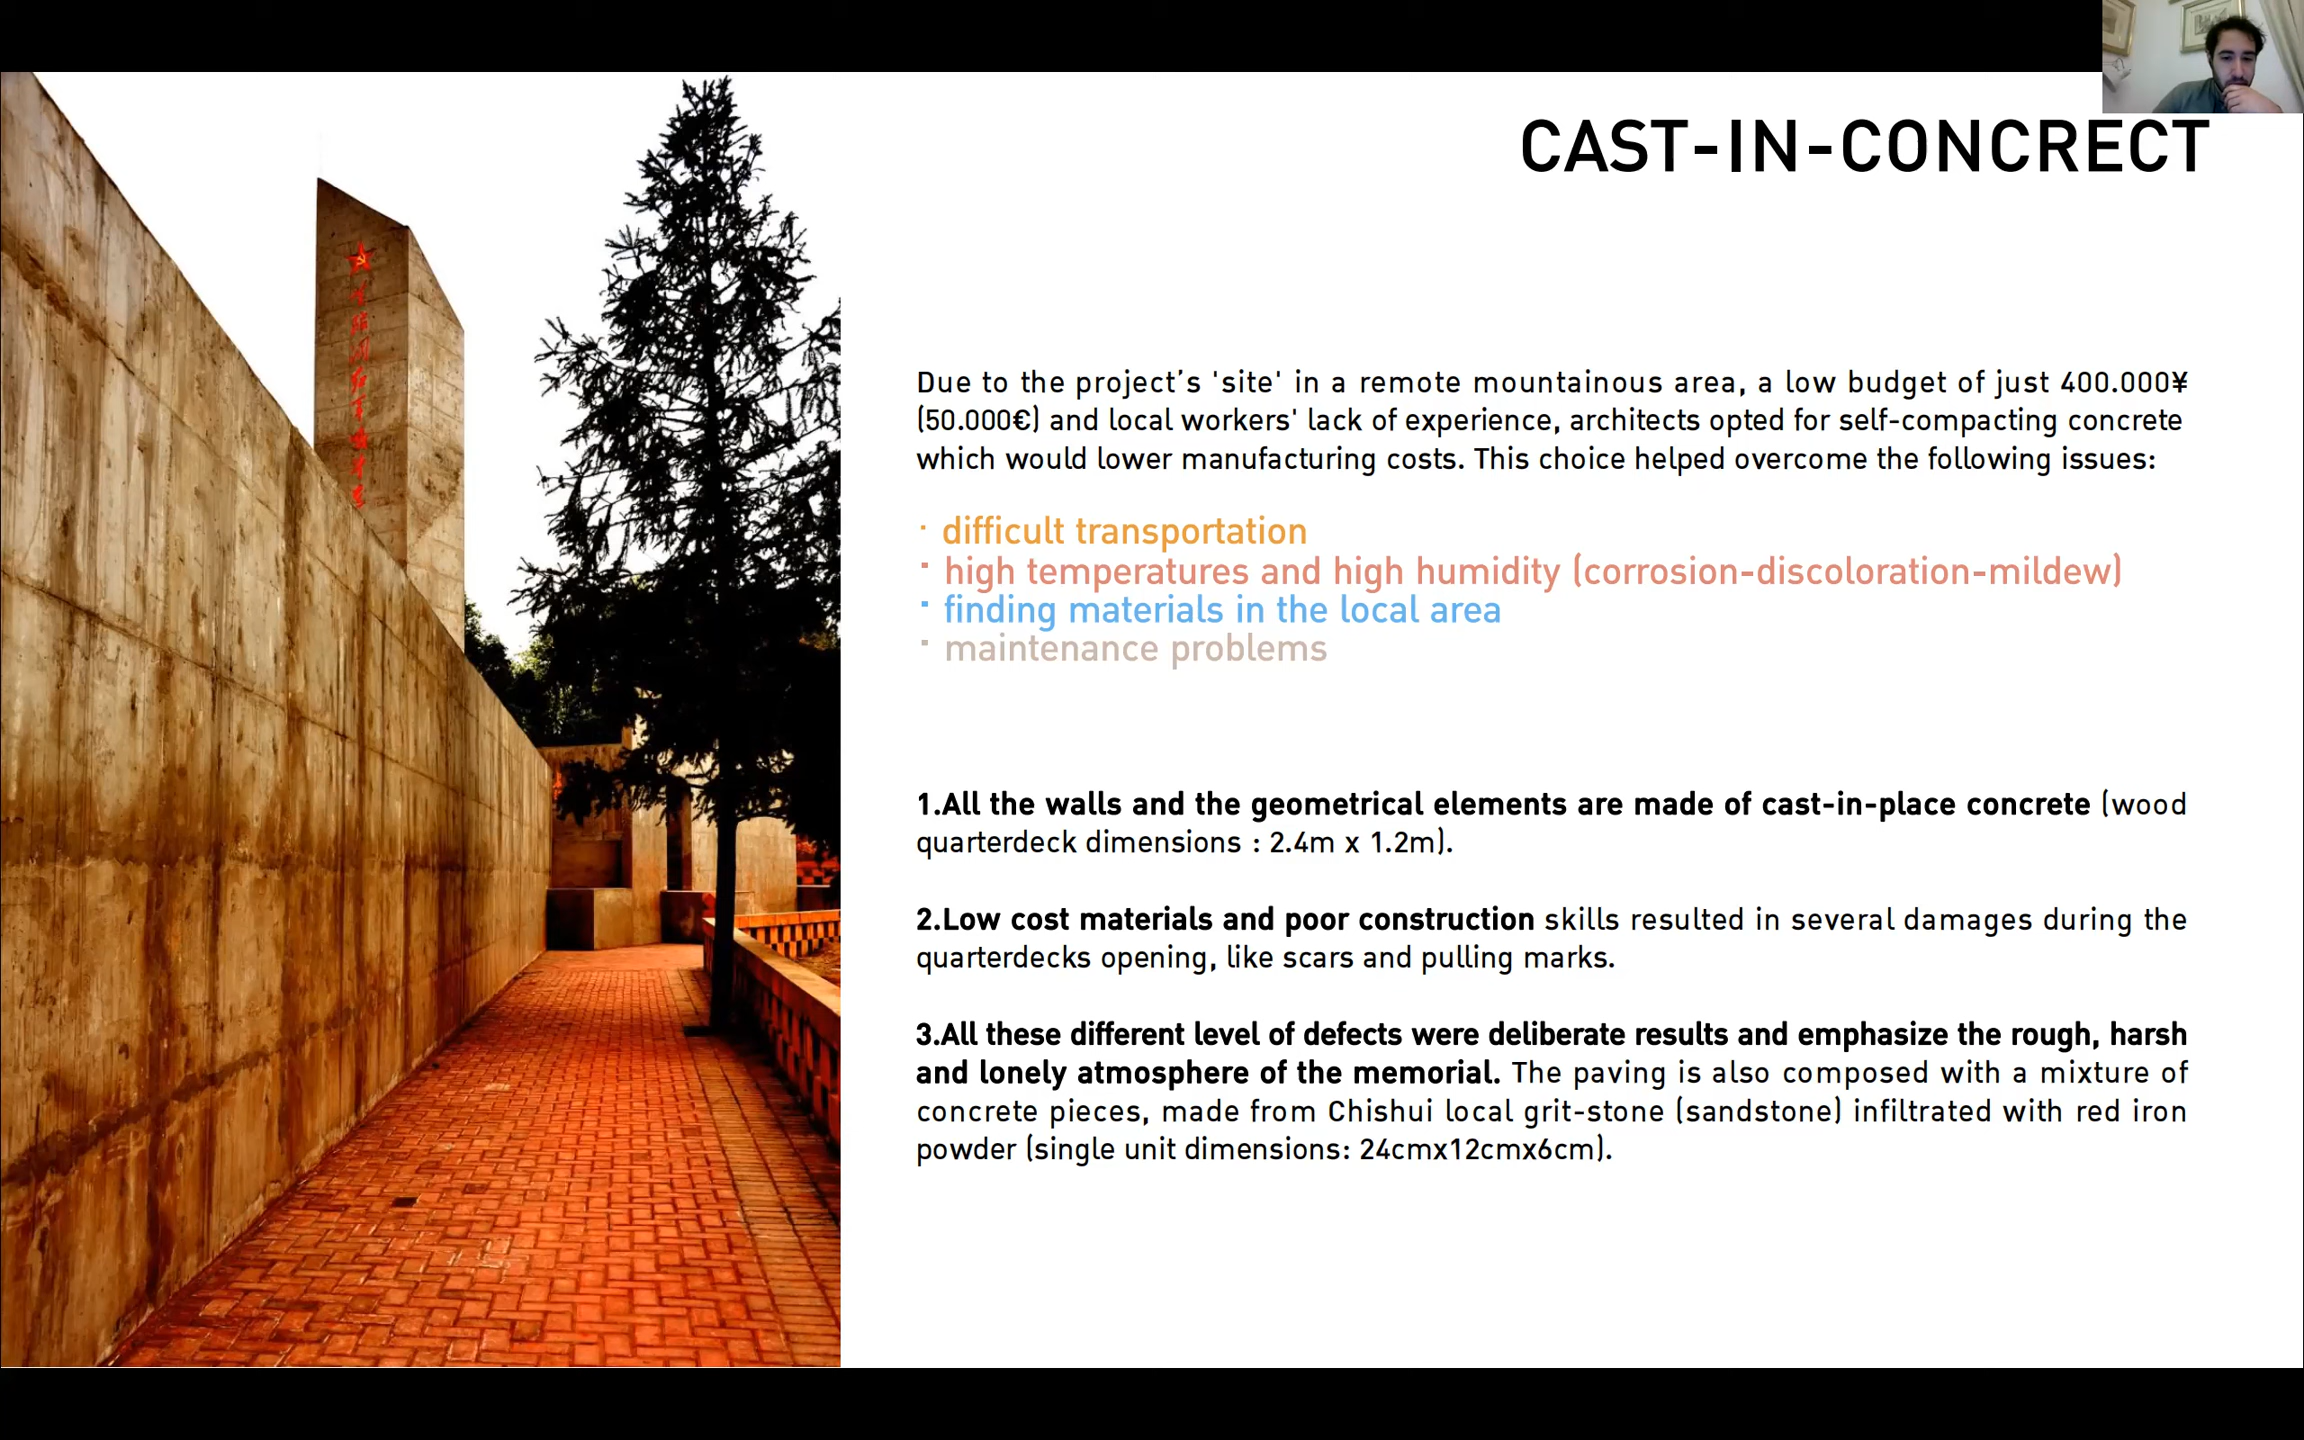 CAST-IN-CONCRECT
Due to the project's 'site' in a remote mountainous area, a low budget of just 400.000¥
(50.000€) and local workers' lack of experience, architects opted for self-compacting concrete
which would lower manufacturing costs. This choice helped overcome the following issues:
· difficult transportation
· high temperatures and high humidity (corrosion-discoloration-mildew)
· finding materials in the local area
· maintenance problems
1.All the walls and the geometrical elements are made of cast-in-place concrete (wood
quarterdeck dimensions : 2.4m x 1.2m).
2.Low cost materials and poor construction skills resulted in several damages during the
quarterdecks opening, like scars and pulling marks.
3.All these different level of defects were deliberate results and emphasize the rough, harsh
and lonely atmosphere of the memorial. The paving is also composed with a mixture of
concrete pieces, made from Chishui local grit-stone (sandstone) infiltrated with red iron
powder (single unit dimensions: 24cmx12cmx6cm).